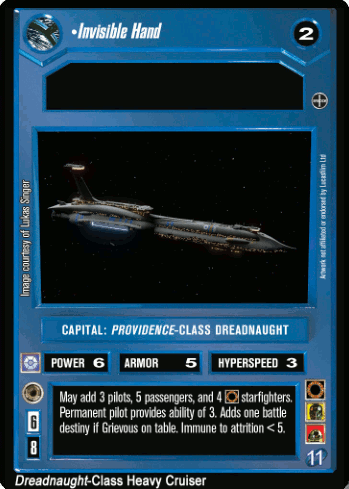 •Invisible Hand
2
Image courtesy of Lukas Singer
Artwork not affiliated or endorsed by Lucasfilm Ltd
CAPITAL: PROVIDENCE-CLASS DREADNAUGHT
POWER 6 ARMOR 5 HYPERSPEED 3
May add 3 pilots, 5 passengers, and 4 starfighters.
Permanent pilot provides ability of 3. Adds one battle
destiny if Grievous on table. Immune to attrition < 5.
6
8
11
Dreadnaught-Class Heavy Cruiser